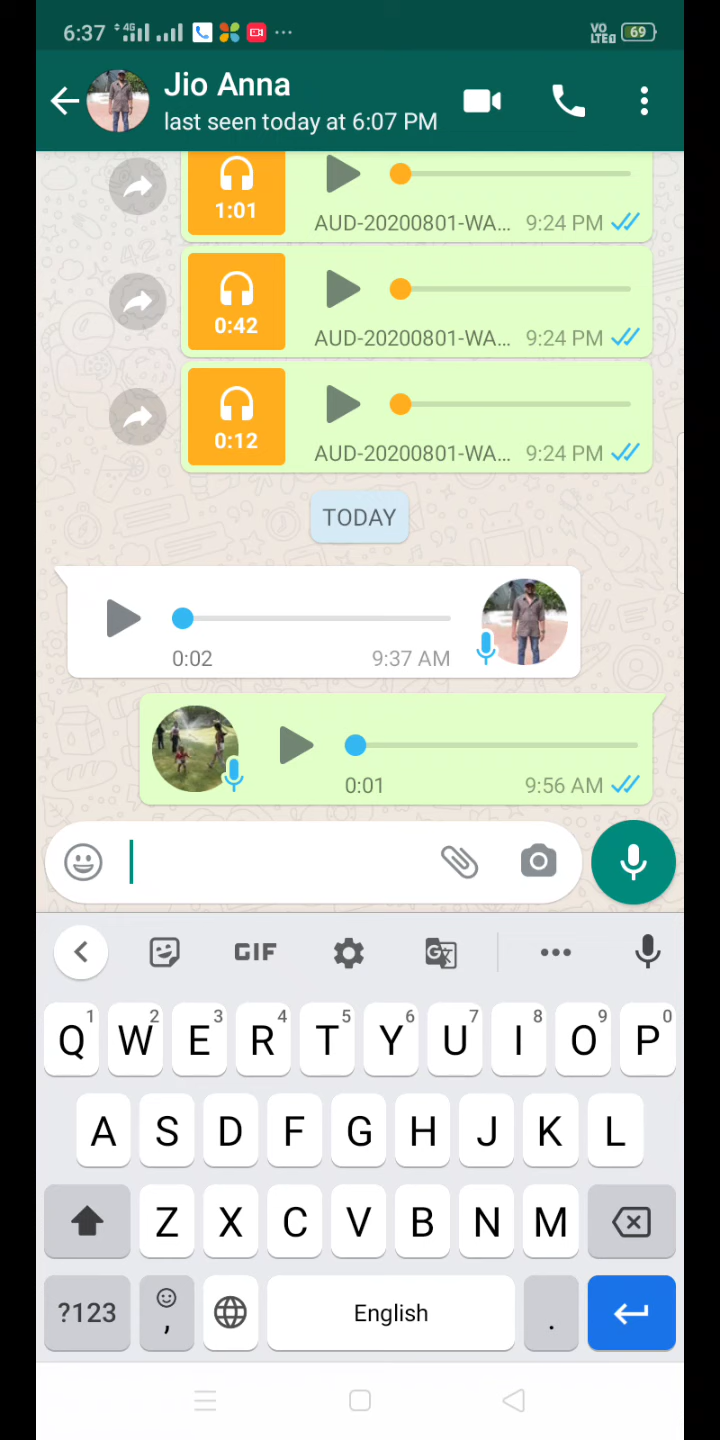 6:37 4G VO LTE 69
Jio Anna
last seen today at 6:07 PM
1:01
AUD-20200801-WA... 9:24 PM
0:42
AUD-20200801-WA... 9:24 PM
0:12
AUD-20200801-WA... 9:24 PM
TODAY
0:02 9:37 AM
0:01 9:56 AM
GIF
1 2 3 4 5 6 7 8 9 0
Q W E R T Y U I O P
A S D F G H J K L
Z X C V B N M
?123 , English .